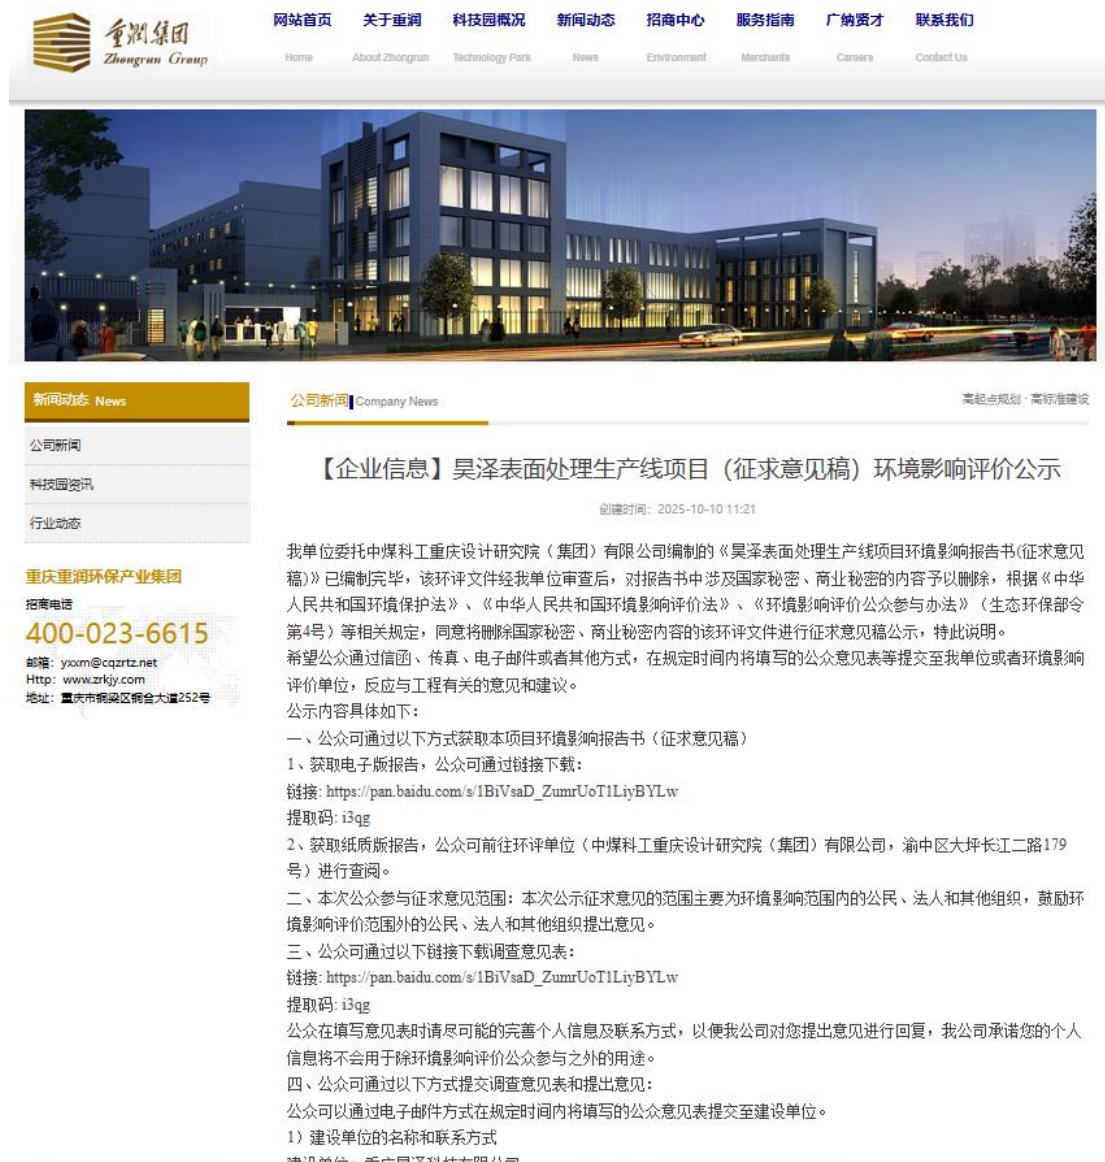 重润集团
Zhongrun Group
网站首页 关于重润 科技园概况 新闻动态 招商中心 服务指南 广纳贤才 联系我们
Home About Zhongrun Technology Park News Environment Merchants Careers Contact Us
新闻动态 News
公司新闻
科技园资讯
行业动态
重庆重润环保产业集团
招商电话
400-023-6615
邮箱：yxxm@cqzrtz.net
Http：www.zrkjy.com
地址：重庆市铜梁区铜合大道252号
公司新闻 Company News
高起点规划·高标准建设
【企业信息】昊泽表面处理生产线项目（征求意见稿）环境影响评价公示
创建时间：2025-10-10 11:21
我单位委托中煤科工重庆设计研究院（集团）有限公司编制的《昊泽表面处理生产线项目环境影响报告书(征求意见
稿)》已编制完毕，该环评文件经我单位审查后，对报告书中涉及国家秘密、商业秘密的内容予以删除，根据《中华
人民共和国环境保护法》、《中华人民共和国环境影响评价法》、《环境影响评价公众参与办法》（生态环保部令
第4号）等相关规定，同意将删除国家秘密、商业秘密内容的该环评文件进行征求意见稿公示，特此说明。
希望公众通过信函、传真、电子邮件或者其他方式，在规定时间内将填写的公众意见表等提交至我单位或者环境影响
评价单位，反应与工程有关的意见和建议。
公示内容具体如下：
一、公众可通过以下方式获取本项目环境影响报告书（征求意见稿）
1、获取电子版报告，公众可通过链接下载：
链接: https://pan.baidu.com/s/1BiVsaD_ZumrUoT1LiyBYLw
提取码: i3qg
2、获取纸质版报告，公众可前往环评单位（中煤科工重庆设计研究院（集团）有限公司，渝中区大坪长江二路179
号）进行查阅。
二、本次公众参与征求意见范围：本次公示征求意见的范围主要为环境影响范围内的公民、法人和其他组织，鼓励环
境影响评价范围外的公民、法人和其他组织提出意见。
三、公众可通过以下链接下载调查意见表：
链接: https://pan.baidu.com/s/1BiVsaD_ZumrUoT1LiyBYLw
提取码: i3qg
公众在填写意见表时请尽可能的完善个人信息及联系方式，以便我公司对您提出意见进行回复，我公司承诺您的个人
信息将不会用于除环境影响评价公众参与之外的用途。
四、公众可通过以下方式提交调查意见表和提出意见：
公众可以通过电子邮件方式在规定时间内将填写的公众意见表提交至建设单位。
1）建设单位的名称和联系方式
建设单位：重庆昊泽科技有限公司